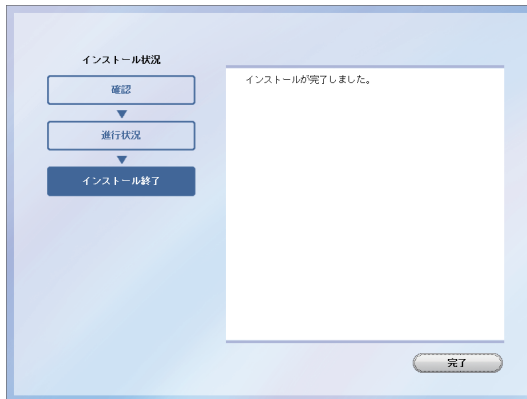 インストール状況
確認
進行状況
インストール終了
インストールが完了しました。
完了